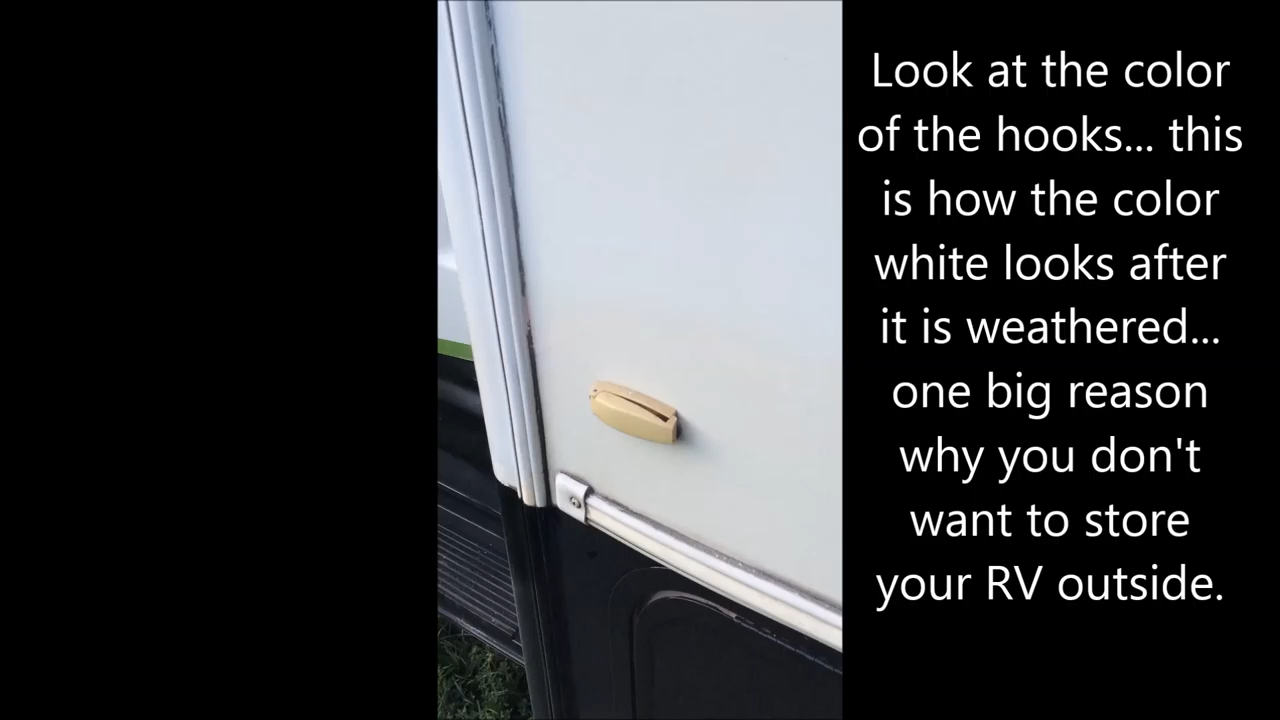 Look at the color
of the hooks... this
is how the color
white looks after
it is weathered...
one big reason
why you don't
want to store
your RV outside.